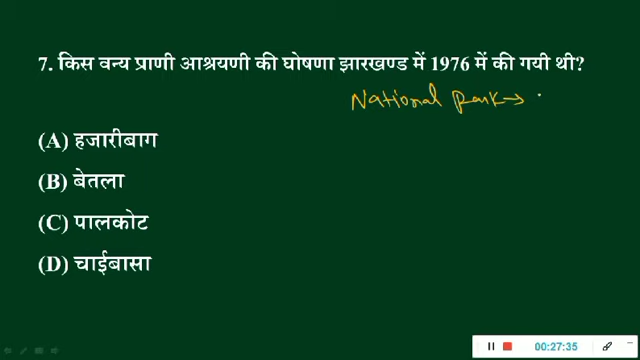 7. किस वन्य प्राणी आश्रयणी की घोषणा झारखण्ड में 1976 में की गयी थी?
National park →
(A) हजारीबाग
(B) बेतला
(C) पालकोट
(D) चाईबासा
00:27:35